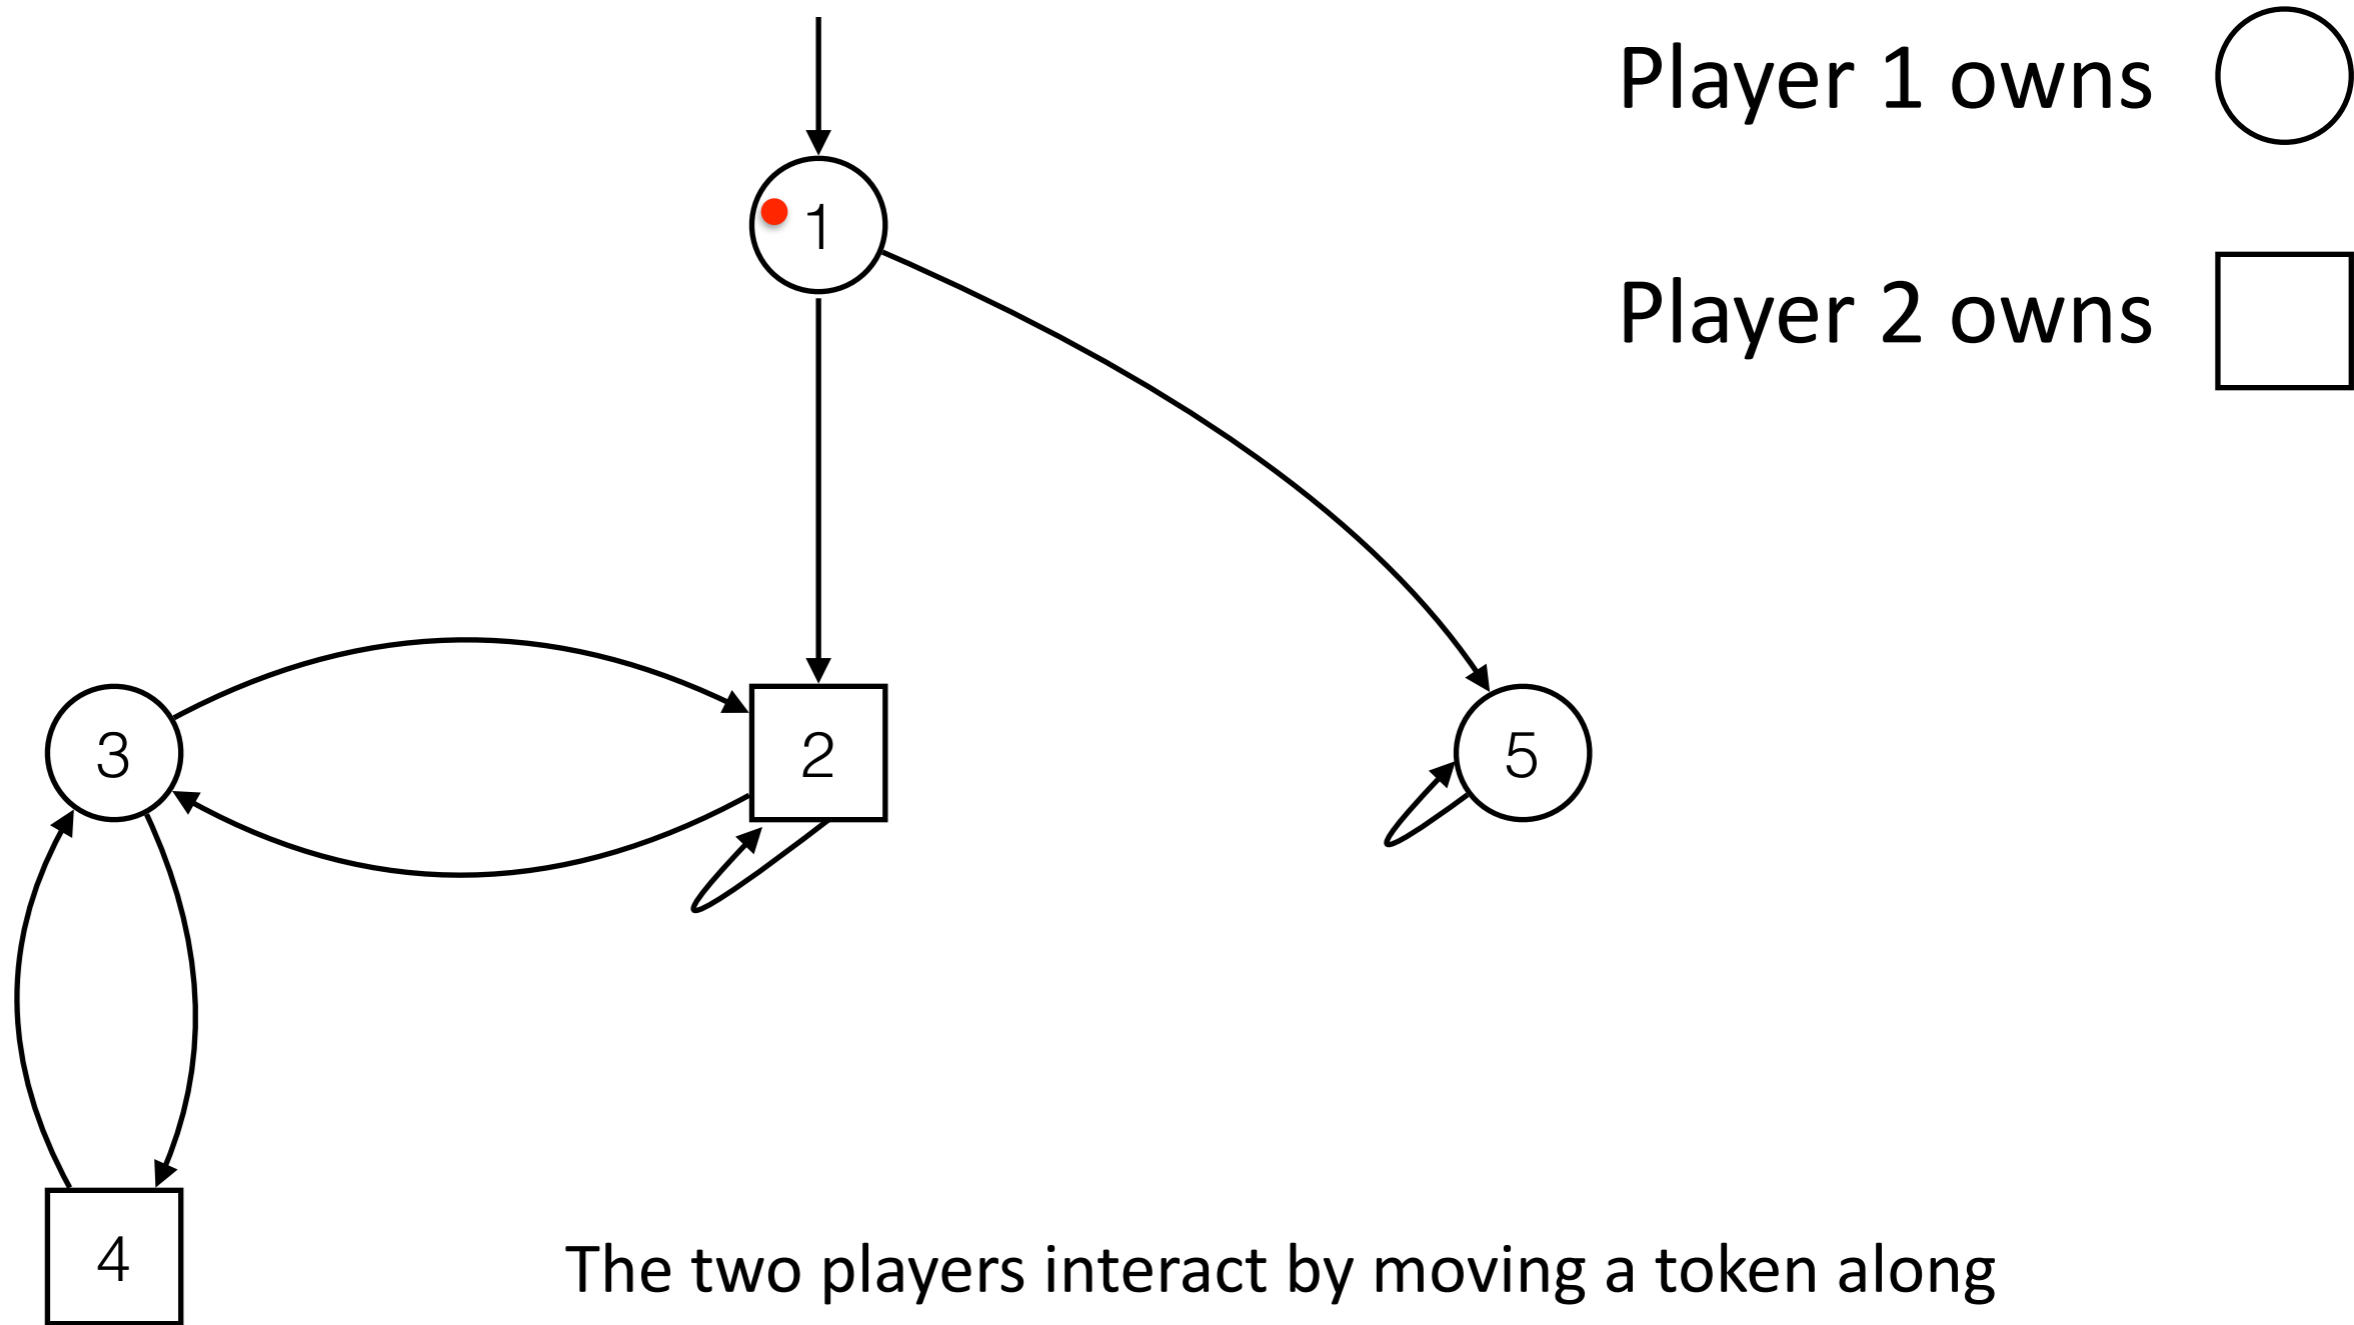 Player 1 owns
1
Player 2 owns
3
2
5
4
The two players interact by moving a token along